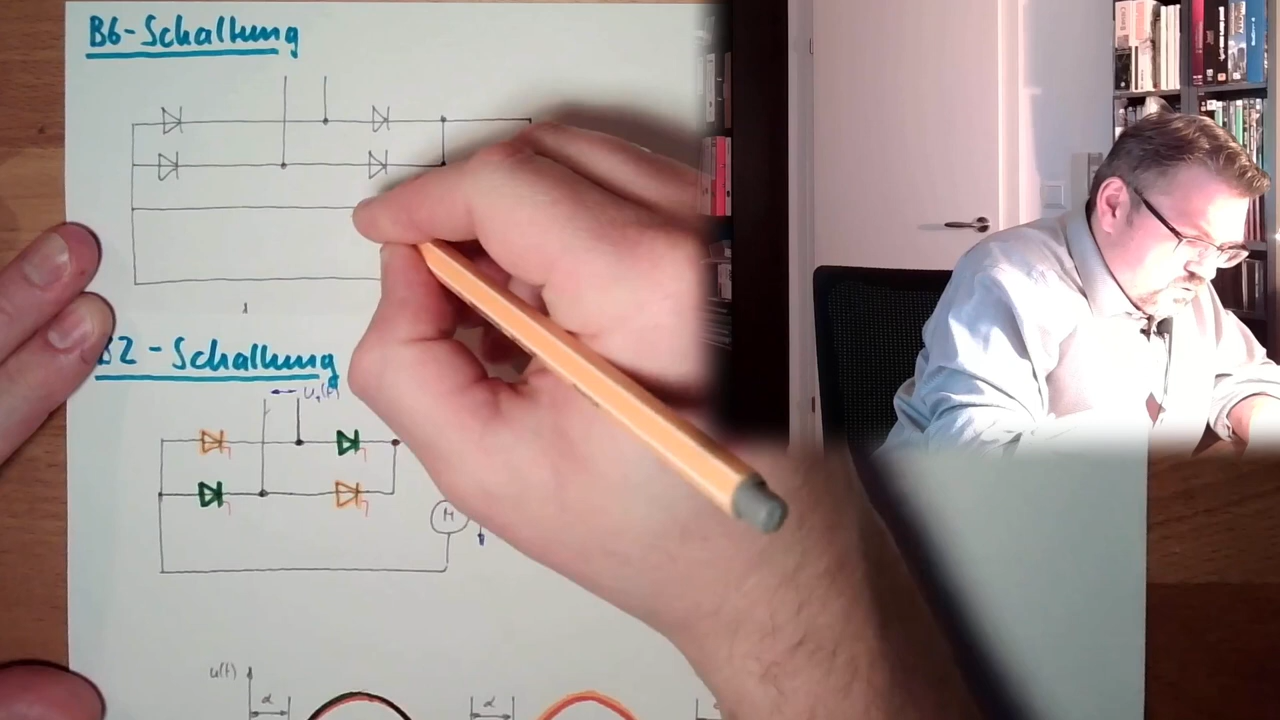 B6-Schaltung
B2-Schaltung
M
u(t)
α α